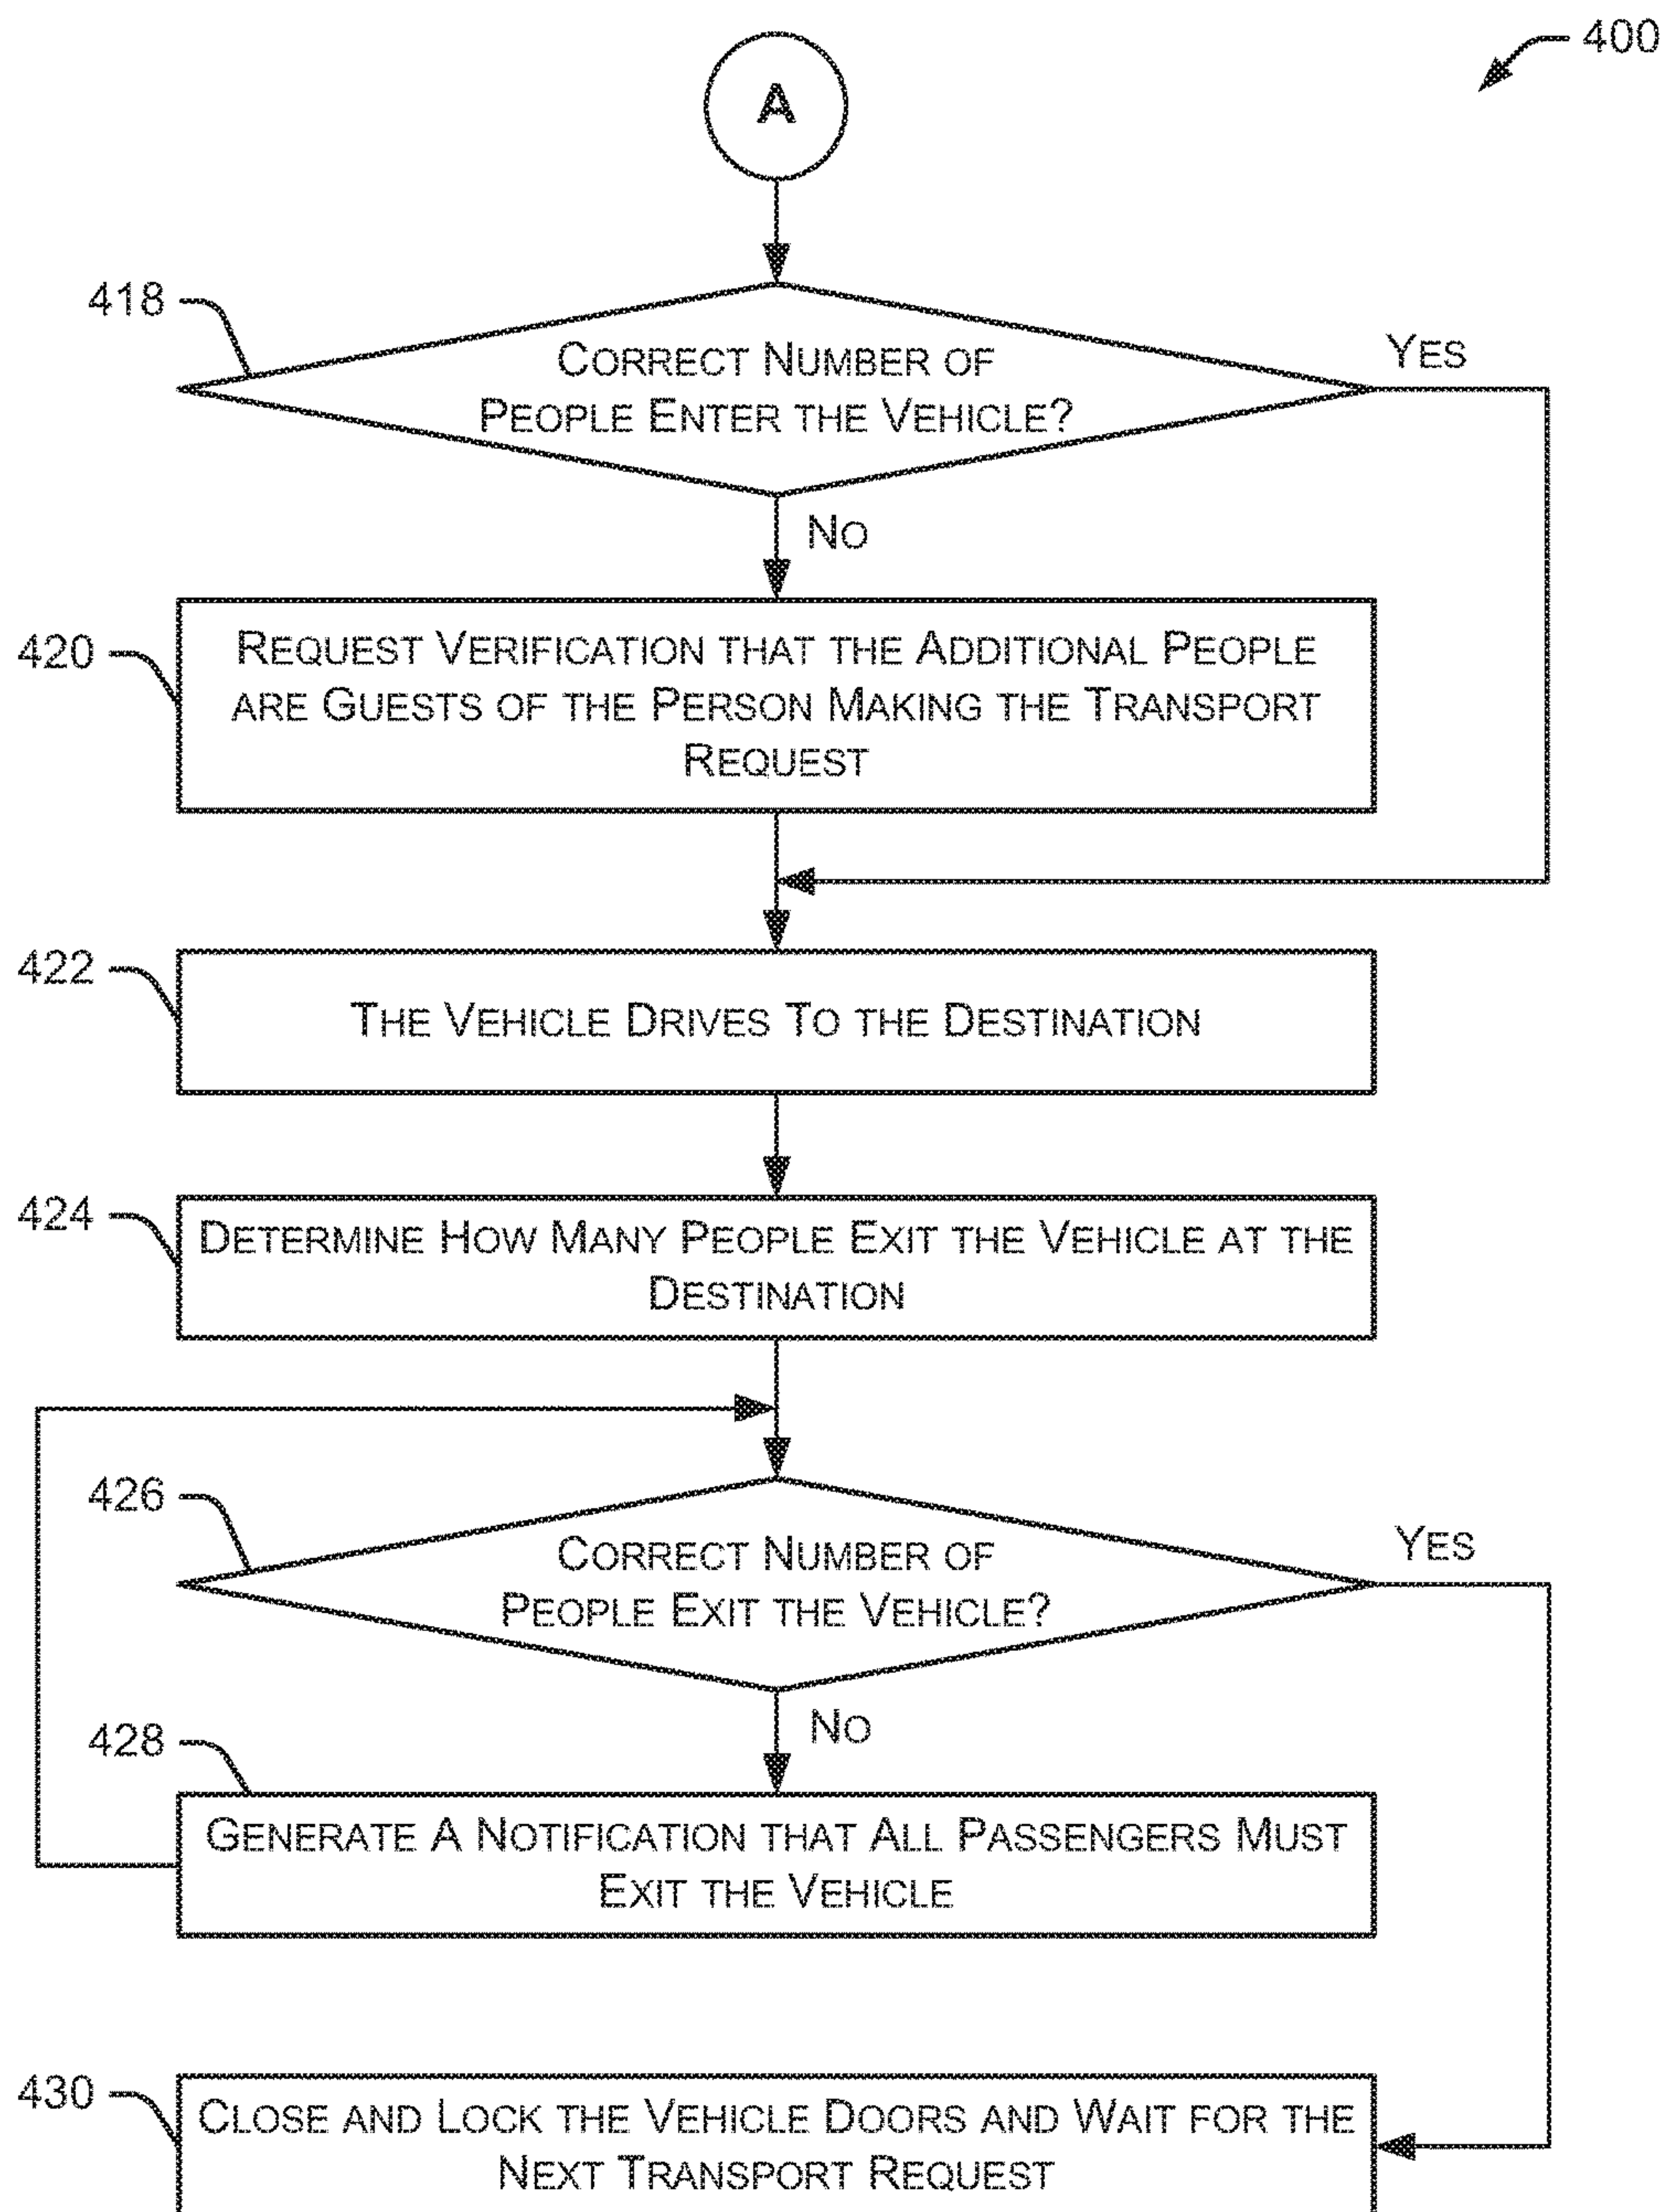 400
A
418
CORRECT NUMBER OF
PEOPLE ENTER THE VEHICLE?
YES
NO
420
REQUEST VERIFICATION THAT THE ADDITIONAL PEOPLE
ARE GUESTS OF THE PERSON MAKING THE TRANSPORT
REQUEST
422
THE VEHICLE DRIVES TO THE DESTINATION
424
DETERMINE HOW MANY PEOPLE EXIT THE VEHICLE AT THE
DESTINATION
426
CORRECT NUMBER OF
PEOPLE EXIT THE VEHICLE?
YES
NO
428
GENERATE A NOTIFICATION THAT ALL PASSENGERS MUST
EXIT THE VEHICLE
430
CLOSE AND LOCK THE VEHICLE DOORS AND WAIT FOR THE
NEXT TRANSPORT REQUEST